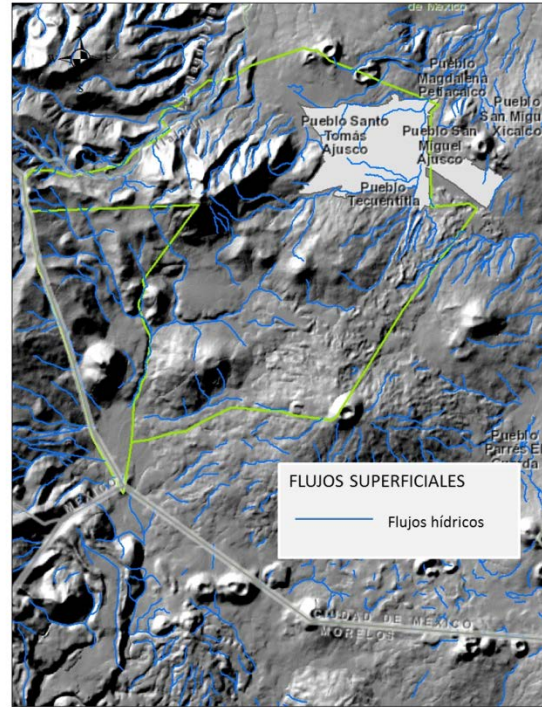 de México
S
Pueblo
Magdalena
Petlacalco
Pueblo
San Migu
Xicalco
Pueblo Santo
Tomás
Ajusco
Pueblo San
Miguel
Ajusco
Pueblo
Tecuentitla
Pueblo
Parres El
FLUJOS SUPERFICIALES
Flujos hídricos
MÉXICO
CIUDAD DE MÉXICO
MORELOS